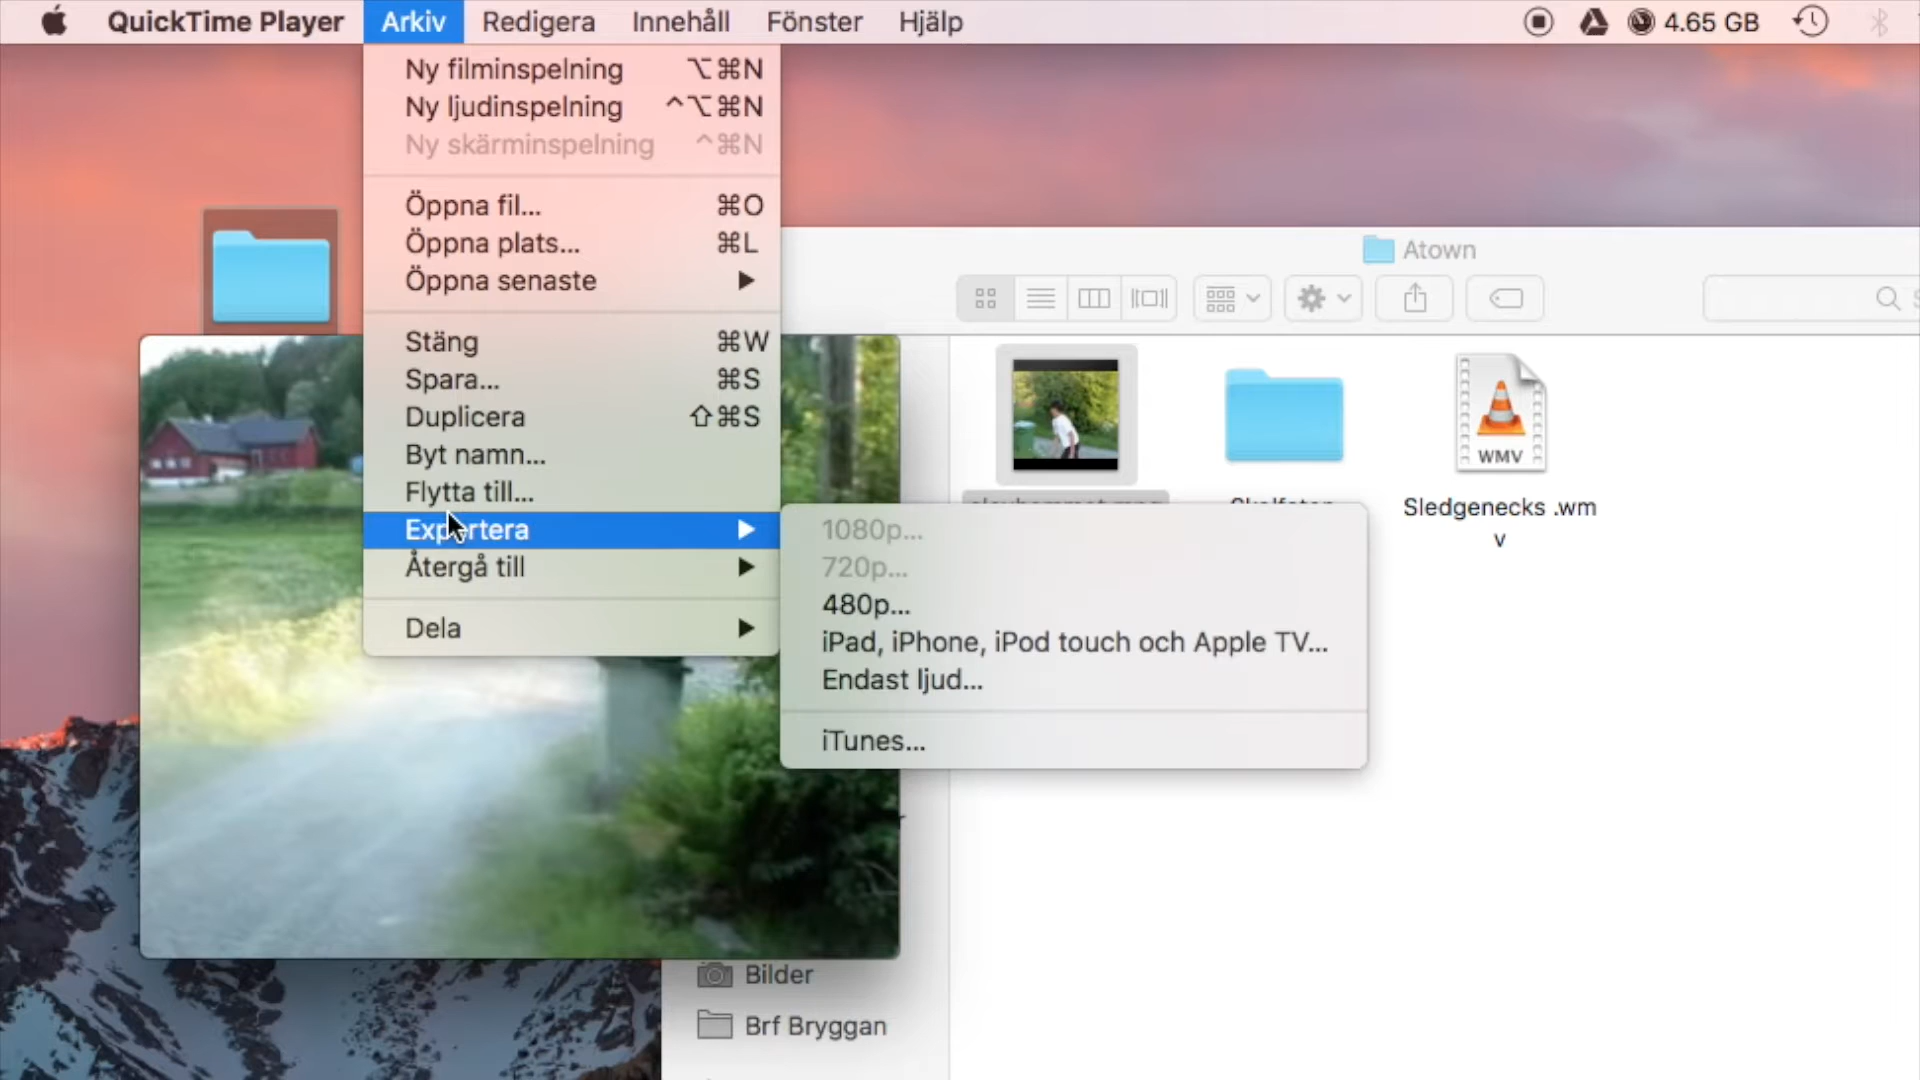 QuickTime Player Arkiv Redigera Innehåll Fönster Hjälp 4.65 GB
Ny filminspelning ⌥⌘N
Ny ljudinspelning ^⌥⌘N
Ny skärminspelning ^⌘N
Öppna fil... ⌘O
Öppna plats... ⌘L
Öppna senaste ▶
Stäng ⌘W
Spara... ⌘S
Duplicera ⇧⌘S
Byt namn...
Flytta till...
Exportera ▶
Återgå till ▶
Dela ▶
1080p...
720p...
480p...
iPad, iPhone, iPod touch och Apple TV...
Endast ljud...
iTunes...
Atown
WMV
Sledgenecks .wm
v
Bilder
Brf Bryggan